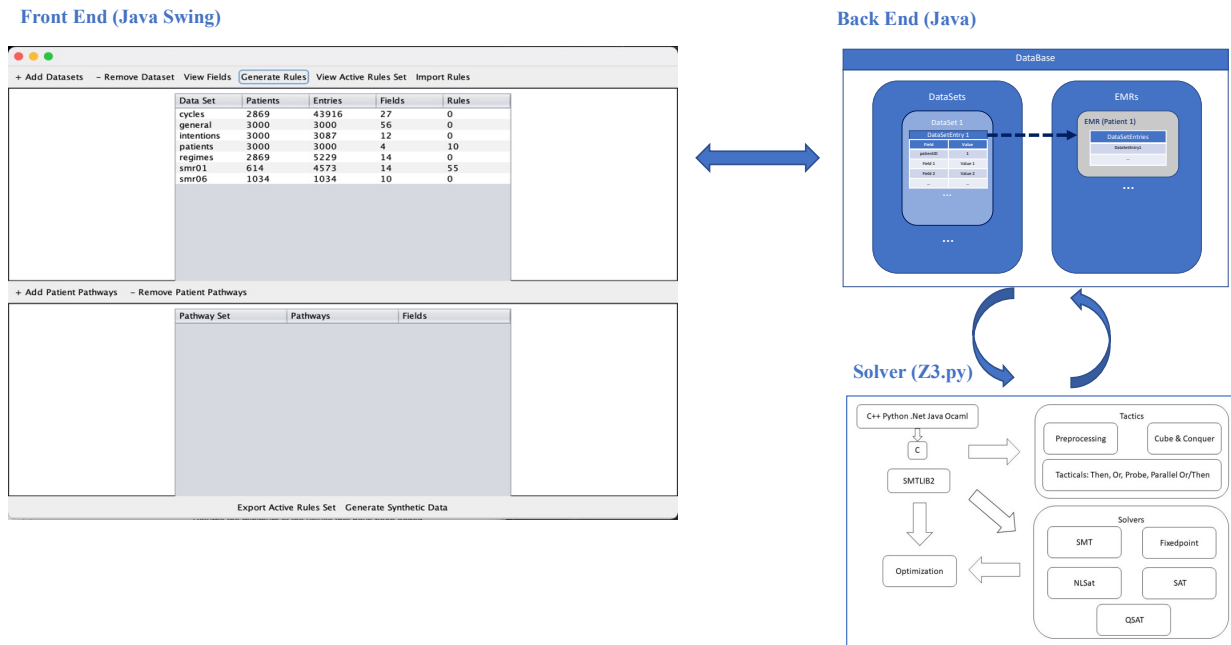 Front End (Java Swing)
+ Add Datasets - Remove Dataset View Fields Generate Rules View Active Rules Set Import Rules
Data Set Patients Entries Fields Rules
cycles 2869 43916 27 0
general 3000 3000 56 0
intentions 3000 3087 12 0
patients 3000 3000 4 10
regimes 2869 5229 14 0
smr01 614 4573 14 55
smr06 1034 1034 10 0
+ Add Patient Pathways - Remove Patient Pathways
Pathway Set Pathways Fields
Export Active Rules Set Generate Synthetic Data
Back End (Java)
DataBase
DataSets
DataSet 1
DataSetEntry 1
Field Value
patientID 1
Field 1 Value 1
Field 2 Value 2
... ...
...
...
EMRs
EMR (Patient 1)
DataSetEntries
DataSetEntry1
...
...
Solver (Z3.py)
C++ Python .Net Java Ocaml
C
SMTLIB2
Optimization
Tactics
Preprocessing
Cube & Conquer
Tacticals: Then, Or, Probe, Parallel Or/Then
Solvers
SMT
Fixedpoint
NLSat
SAT
QSAT